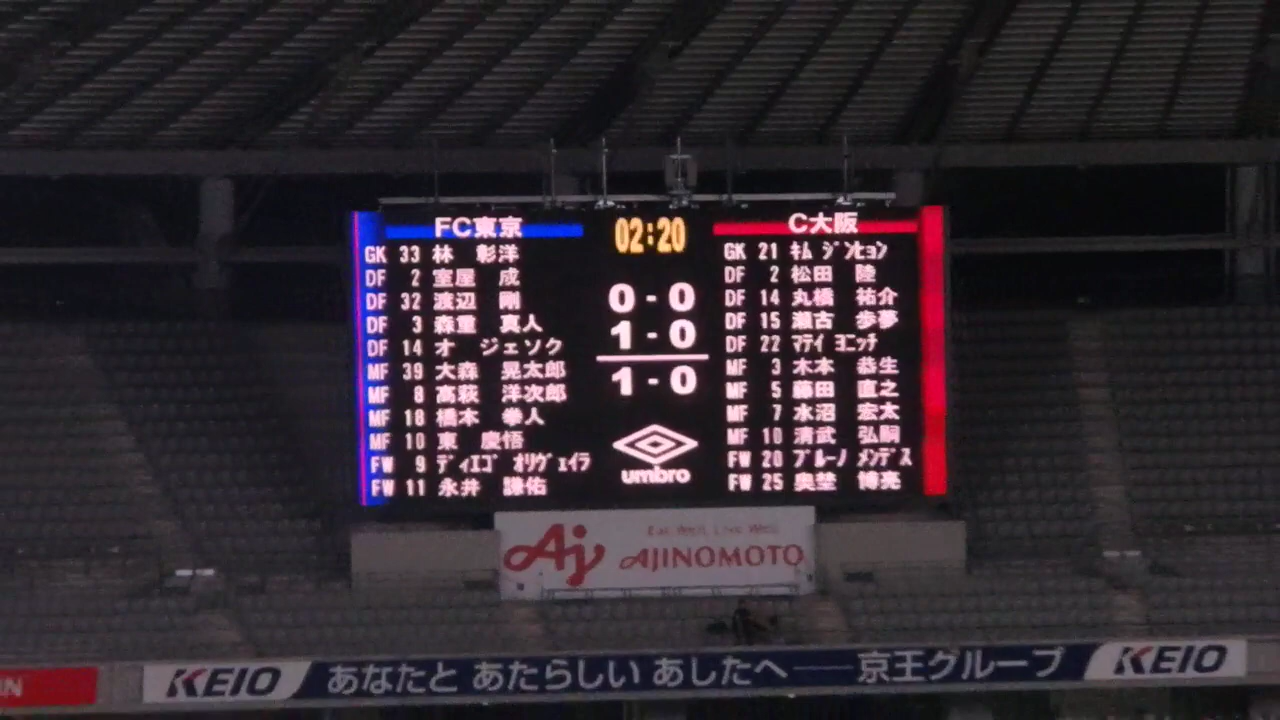 FC東京 02:20 C大阪
GK 33 林 彰洋
DF 2 室屋 成
DF 32 渡辺 剛
DF 3 森重 真人
DF 14 オ ジェソク
MF 39 大森 晃太郎
MF 8 高萩 洋次郎
MF 18 橋本 拳人
MF 10 東 慶悟
FW 9 ディエゴ オリヴェイラ
FW 11 永井 謙佑
0 - 0
1 - 0
1 - 0
umbro
GK 21 キム ジンヒョン
DF 2 松田 陸
DF 14 丸橋 祐介
DF 15 瀬古 歩夢
DF 22 マテイ ヨニッチ
MF 3 木本 恭生
MF 5 藤田 直之
MF 7 水沼 宏太
MF 10 清武 弘嗣
FW 20 ブルーノ メンデス
FW 25 奥埜 博亮
Eat Well, Live Well.
Aj AJINOMOTO
IN KEIO あなたと あたらしい あしたへ── 京王グループ KEIO